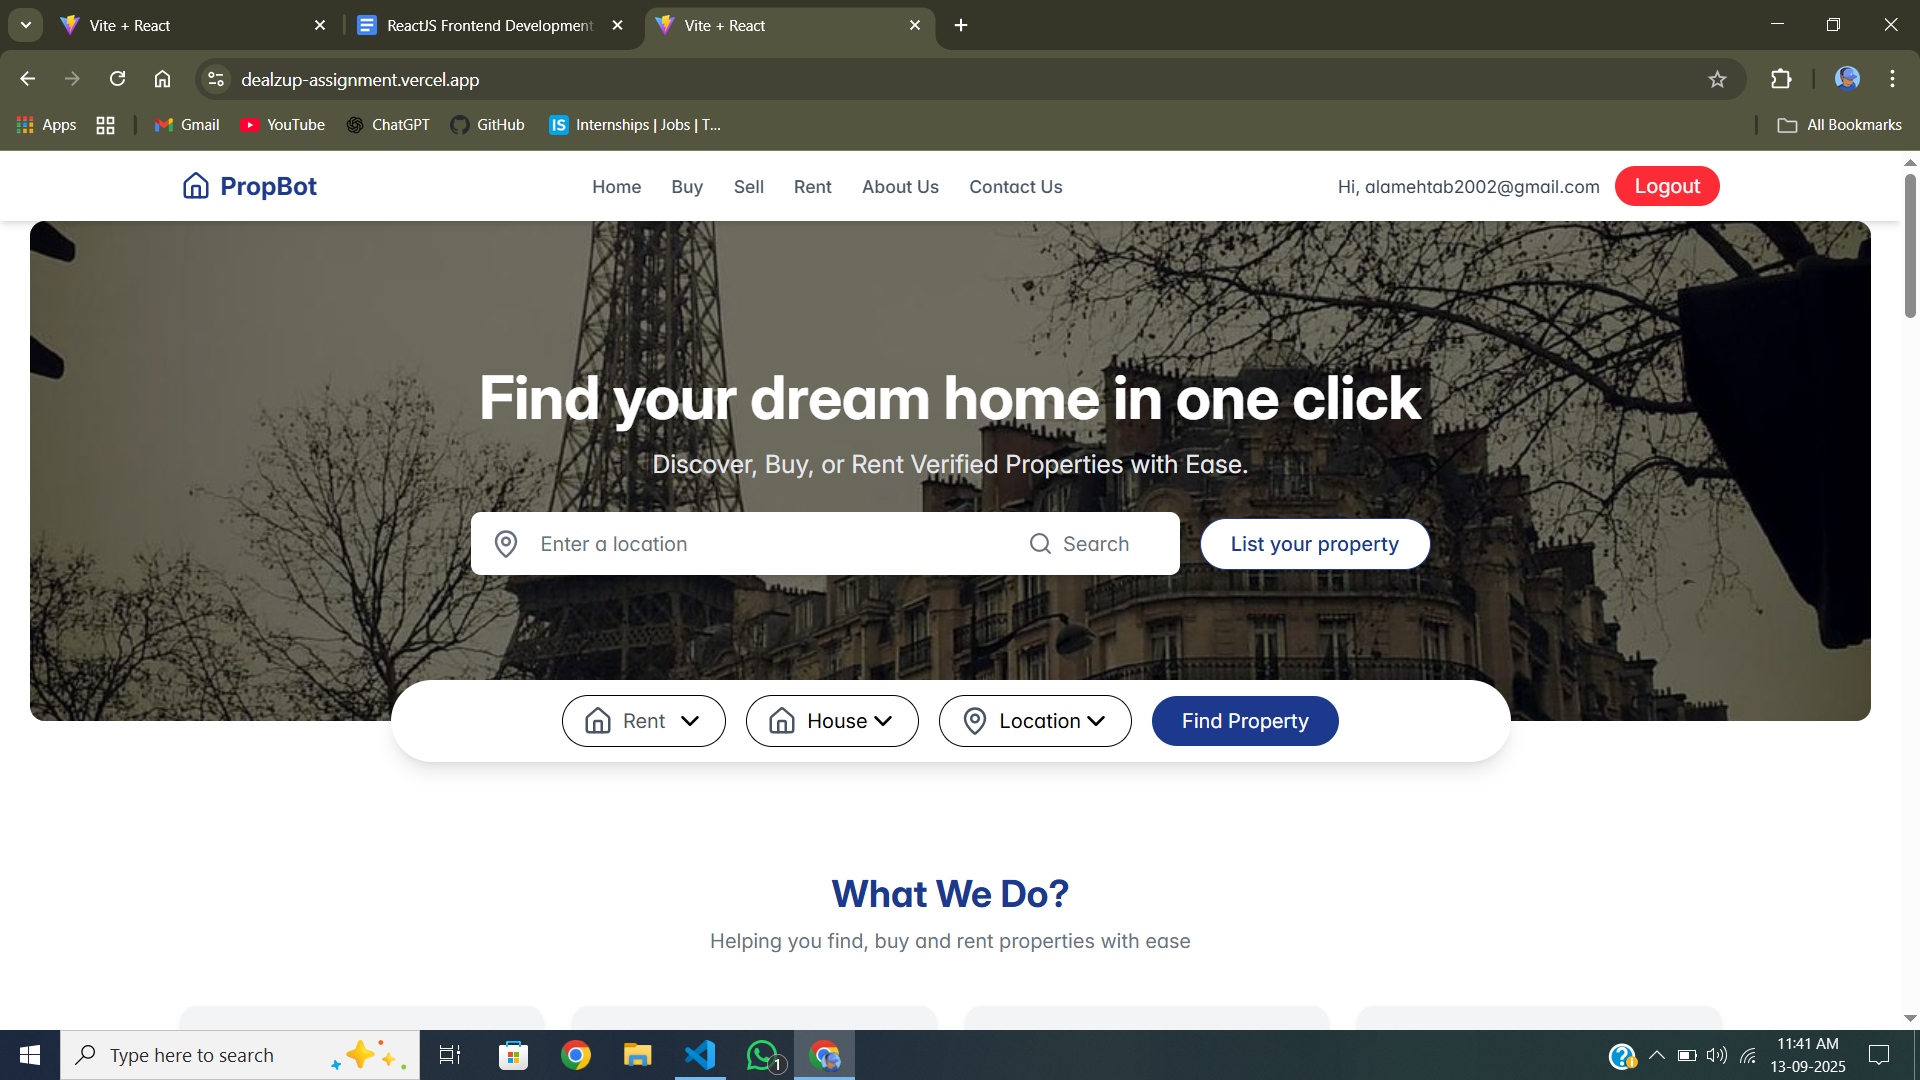 Vite + React
ReactJS Frontend Development
Vite + React
dealzup-assignment.vercel.app
Apps
Gmail
YouTube
ChatGPT
GitHub
IS
Internships | Jobs | T...
All Bookmarks
PropBot
Home
Buy
Sell
Rent
About Us
Contact Us
Hi, alamehtab2002@gmail.com
Logout
Find your dream home in one click
Discover, Buy, or Rent Verified Properties with Ease.
Enter a location
Search
List your property
Rent
House
Location
Find Property
What We Do?
Helping you find, buy and rent properties with ease
Type here to search
1
11:41 AM
13-09-2025